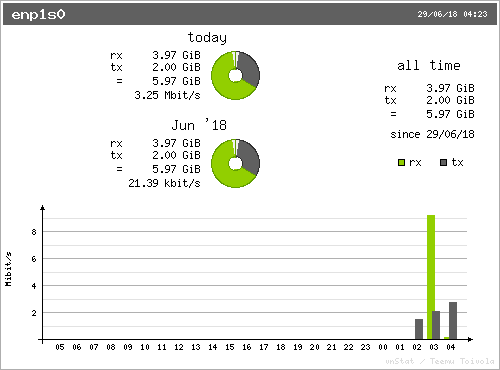 enp1s0 29/06/18 04:23
today
rx 3.97 GiB
tx 2.00 GiB
= 5.97 GiB
3.25 Mbit/s
Jun '18
rx 3.97 GiB
tx 2.00 GiB
= 5.97 GiB
21.39 kbit/s
all time
rx 3.97 GiB
tx 2.00 GiB
= 5.97 GiB
since 29/06/18
rx tx
Mibit/s
8
6
4
2
05 06 07 08 09 10 11 12 13 14 15 16 17 18 19 20 21 22 23 00 01 02 03 04
vnStat / Teemu Toivola